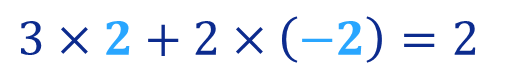 3 × 2 + 2 × (−2) = 2